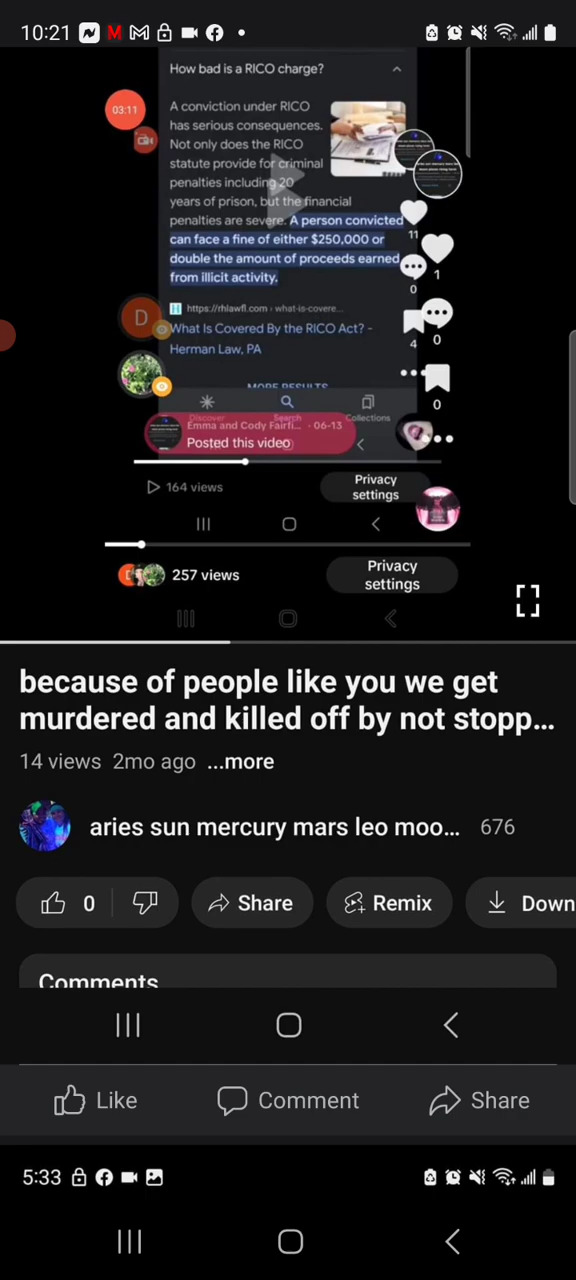 10:21
How bad is a RICO charge?
03:11
A conviction under RICO
has serious consequences.
Not only does the RICO
statute provide for criminal
penalties including 20
years of prison, but the financial
penalties are severe. A person convicted
can face a fine of either $250,000 or
double the amount of proceeds earned
from illicit activity.
11
1
0
D
https://rhlawfl.com › what-is-covere...
What Is Covered By the RICO Act? -
Herman Law, PA
4
0
MORE RESULTS
0
Discover
Search
Collections
Emma and Cody Fairfi... · 06-13
Posted this video
164 views
Privacy
settings
257 views
Privacy
settings
because of people like you we get
murdered and killed off by not stopp...
14 views 2mo ago ...more
aries sun mercury mars leo moo... 676
0
Share
Remix
Down
Comments
Like
Comment
Share
5:33